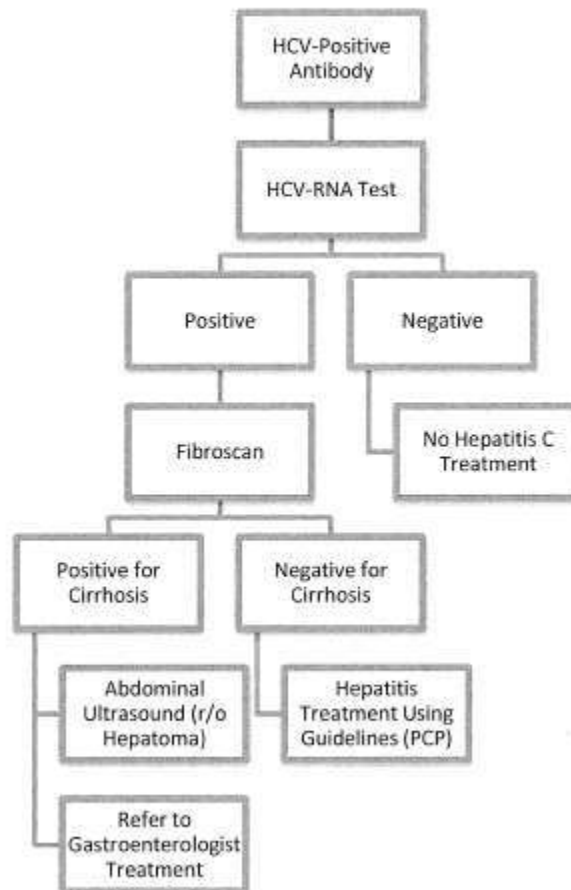 HCV-Positive
Antibody
HCV-RNA Test
Positive
Negative
Fibroscan
No Hepatitis C
Treatment
Positive for
Cirrhosis
Negative for
Cirrhosis
Abdominal
Ultrasound (r/o
Hepatoma)
Hepatitis
Treatment Using
Guidelines (PCP)
Refer to
Gastroenterologist
Treatment